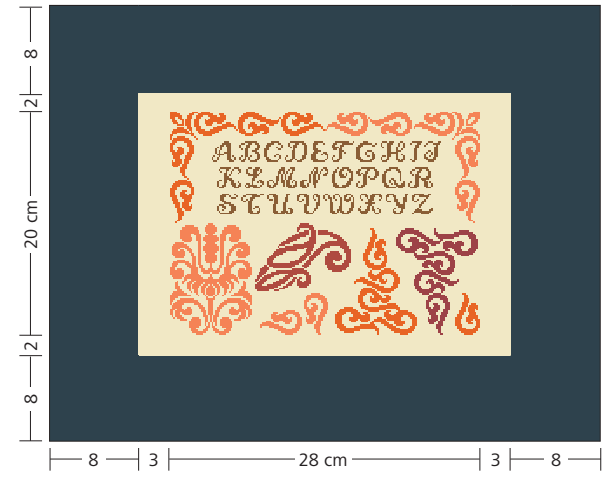 8
2
20 cm
2
8
ABCDEFGHIJ
KLMNOPQR
STUVWXYZ
8 3 28 cm 3 8